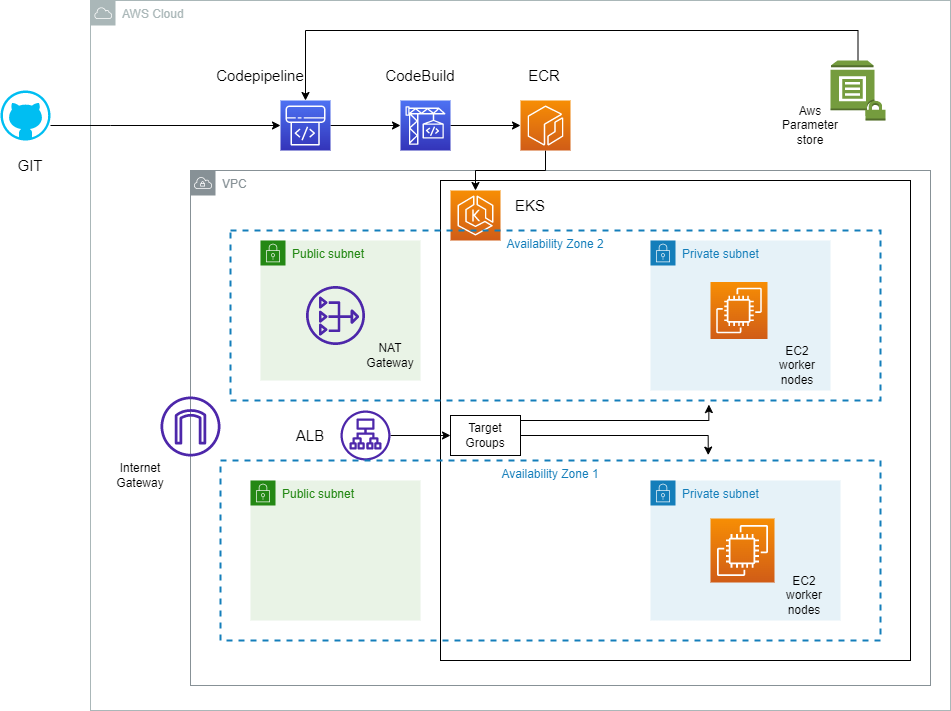 AWS Cloud
Codepipeline
CodeBuild
ECR
Aws
Parameter
store
GIT
VPC
EKS
Availability Zone 2
Public subnet
Private subnet
NAT
Gateway
EC2
worker
nodes
ALB
Target
Groups
Internet
Gateway
Availability Zone 1
Public subnet
Private subnet
EC2
worker
nodes